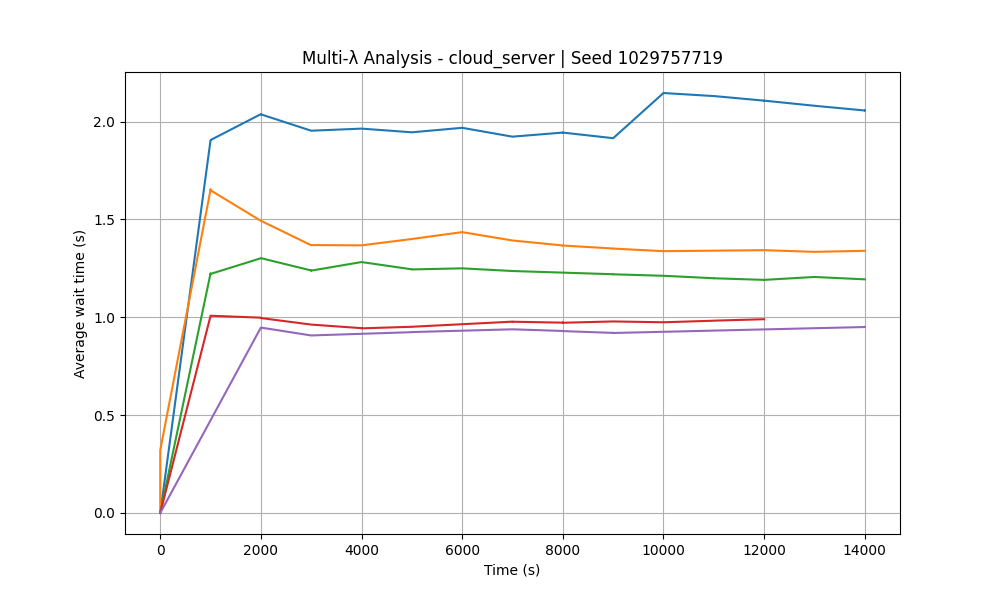 Multi-λ Analysis - cloud_server | Seed 1029757719
Average wait time (s)
2.0
1.5
1.0
0.5
0.0
0 2000 4000 6000 8000 10000 12000 14000
Time (s)